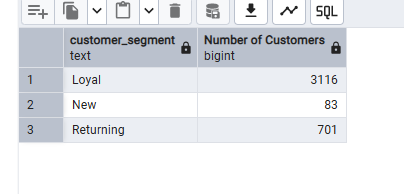 SQL
customer_segment Number of Customers
text bigint
1 Loyal 3116
2 New 83
3 Returning 701